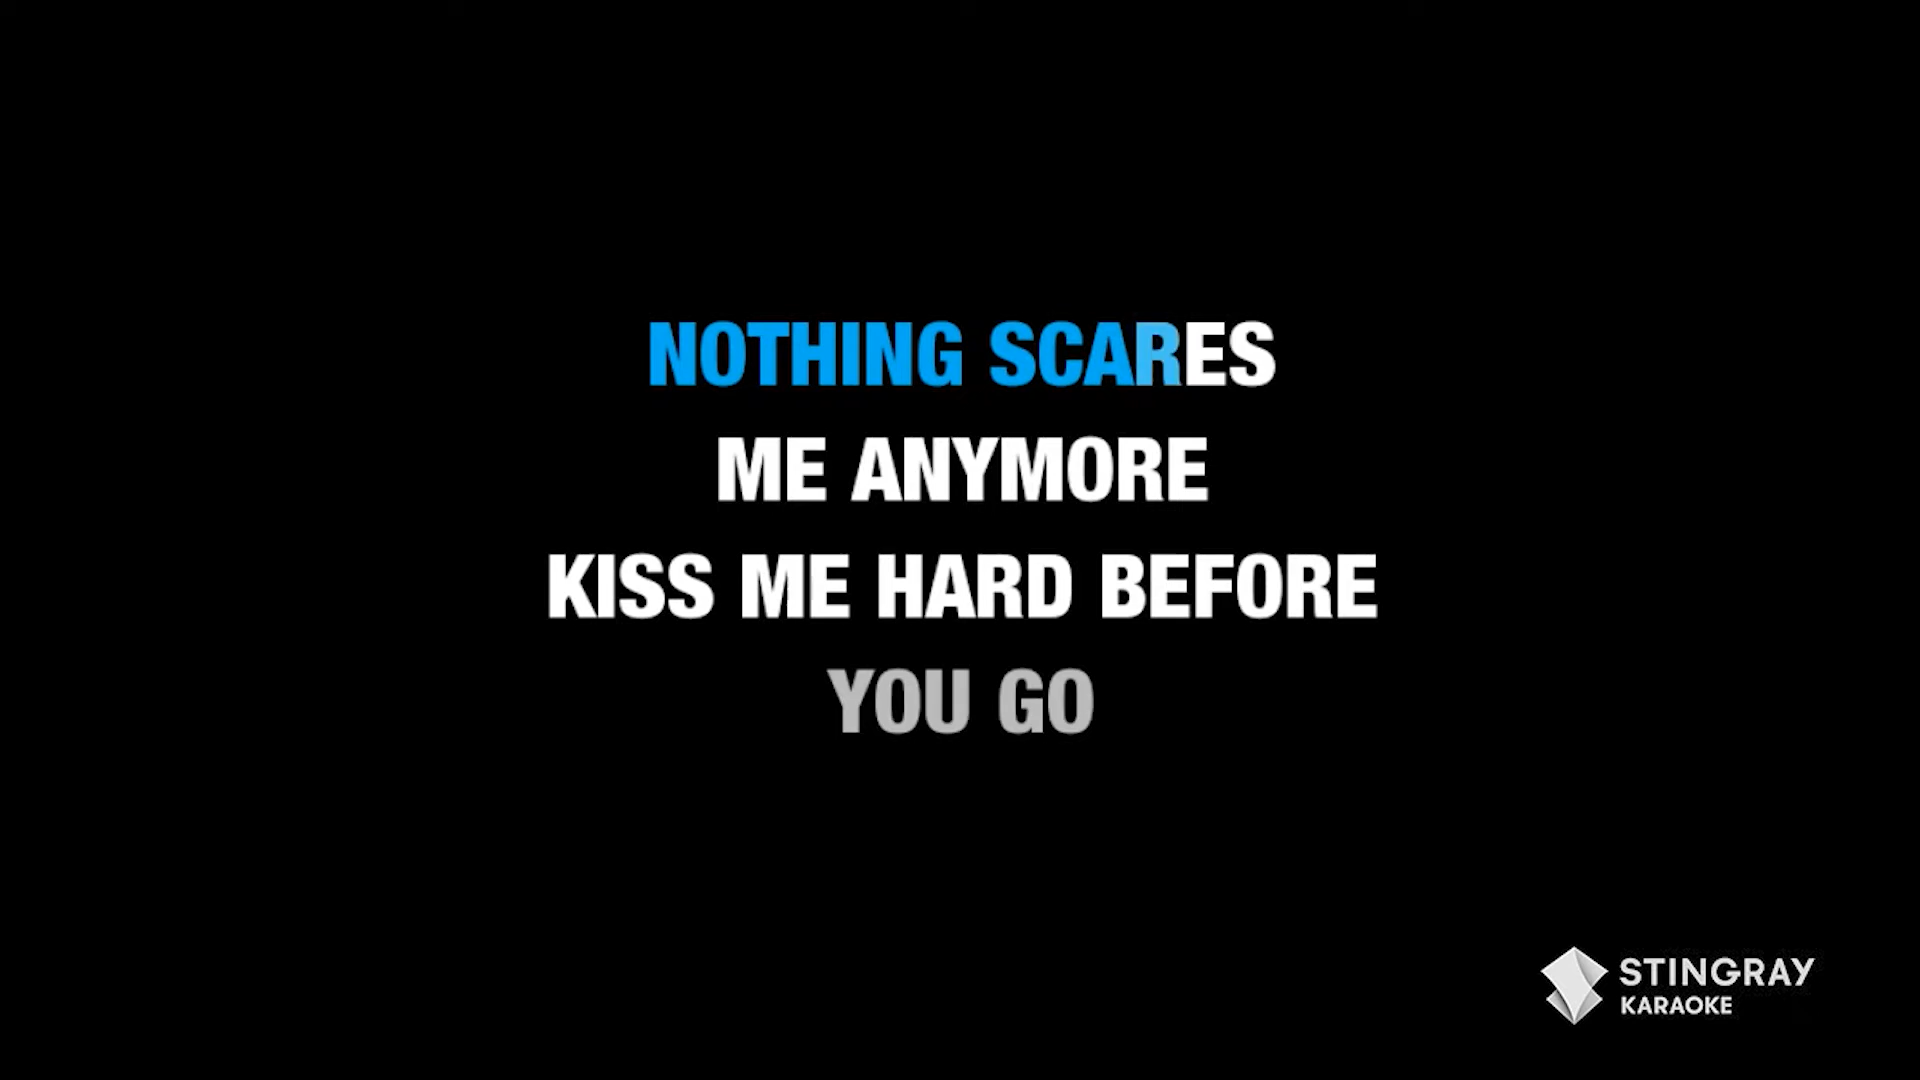 NOTHING SCARES
ME ANYMORE
KISS ME HARD BEFORE
YOU GO
STINGRAY
KARAOKE